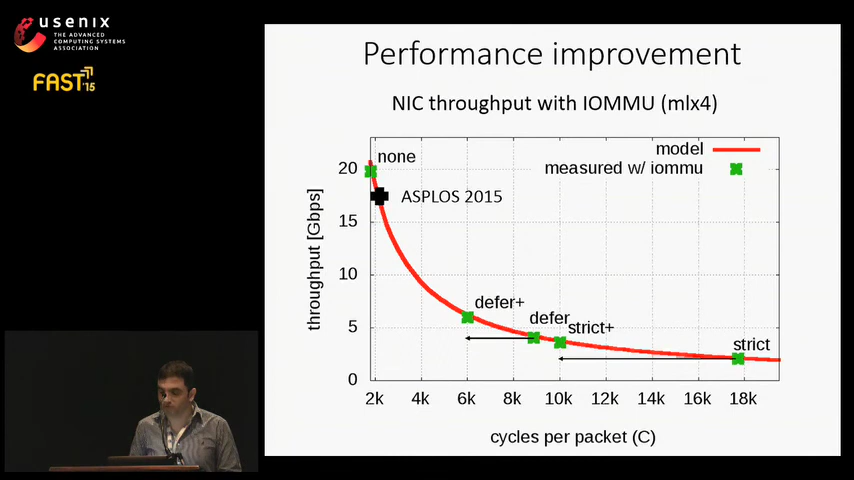 usenix
THE ADVANCED
COMPUTING SYSTEMS
ASSOCIATION
FAST '15
Performance improvement
NIC throughput with IOMMU (mlx4)
model
measured w/ iommu
none
ASPLOS 2015
defer+
defer
strict+
strict
throughput [Gbps]
20
15
10
5
0
2k 4k 6k 8k 10k 12k 14k 16k 18k
cycles per packet (C)